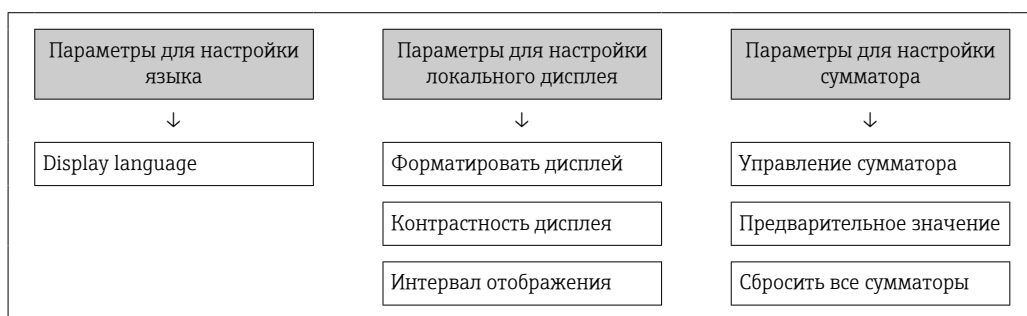 Параметры для настройки
языка
↓
Display language
Параметры для настройки
локального дисплея
↓
Форматировать дисплей
Контрастность дисплея
Интервал отображения
Параметры для настройки
сумматора
↓
Управление сумматора
Предварительное значение
Сбросить все сумматоры